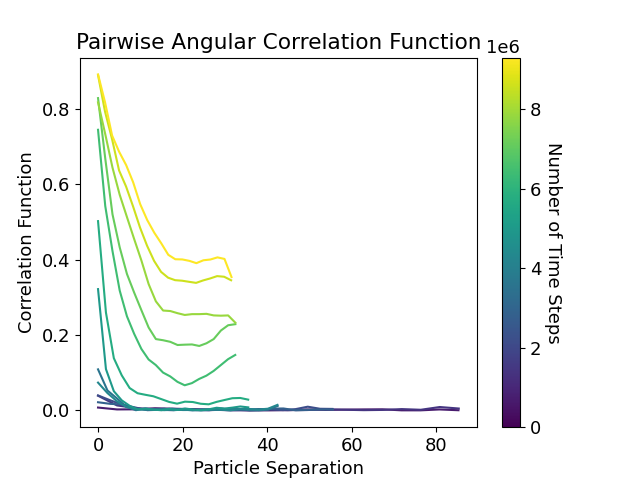 Pairwise Angular Correlation Function
1e6
Correlation Function
0.8
0.6
0.4
0.2
0.0
0 20 40 60 80
Particle Separation
8
6
4
2
0
Number of Time Steps